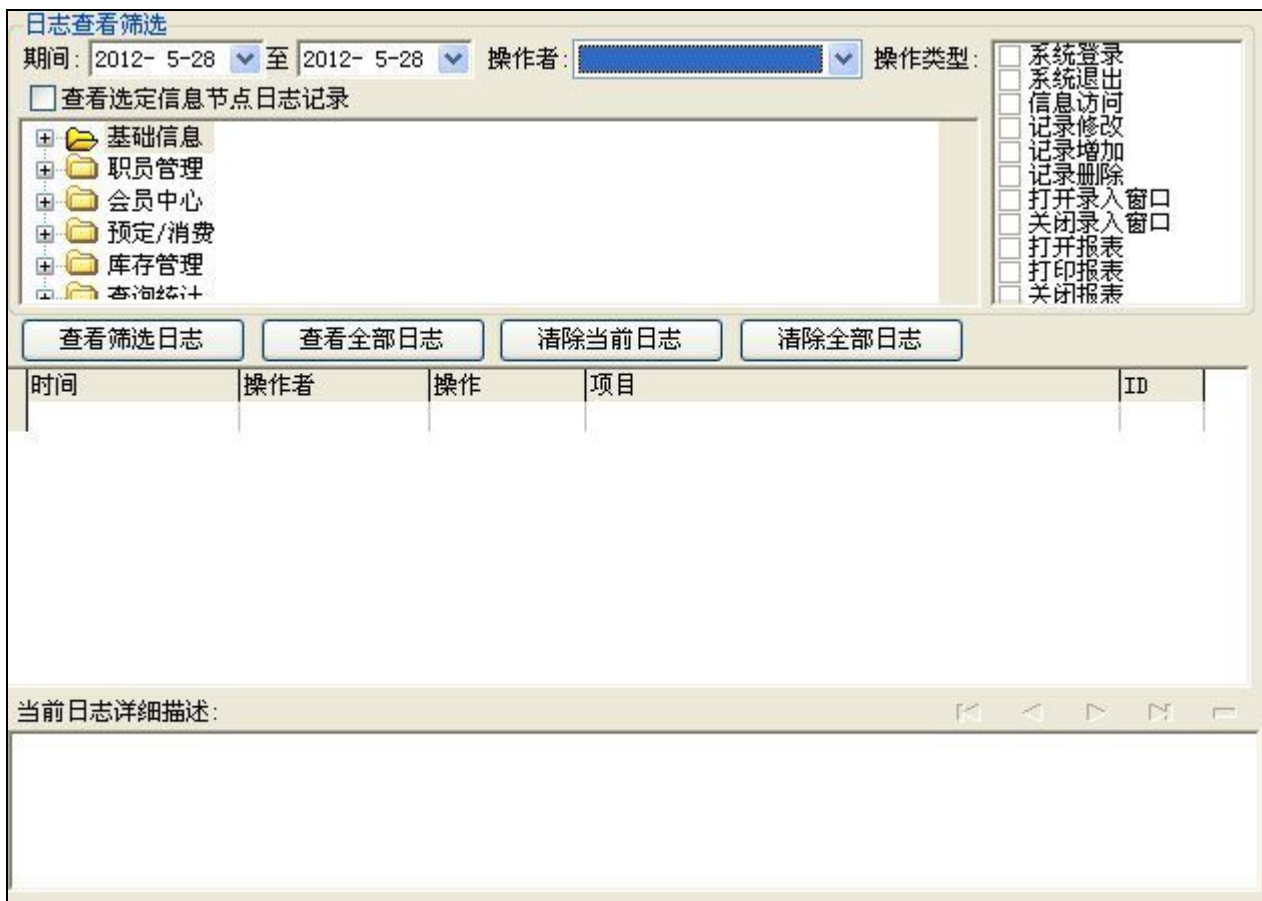 日志查看筛选
期间: 2012- 5-28 至 2012- 5-28 操作者: 操作类型:
系统登录
系统退出
信息访问
记录修改
记录增加
记录删除
打开录入窗口
关闭录入窗口
打开报表
打印报表
关闭报表
查看选定信息节点日志记录
基础信息
职员管理
会员中心
预定/消费
库存管理
查询统计
查看筛选日志 查看全部日志 清除当前日志 清除全部日志
时间 操作者 操作 项目 ID
当前日志详细描述: